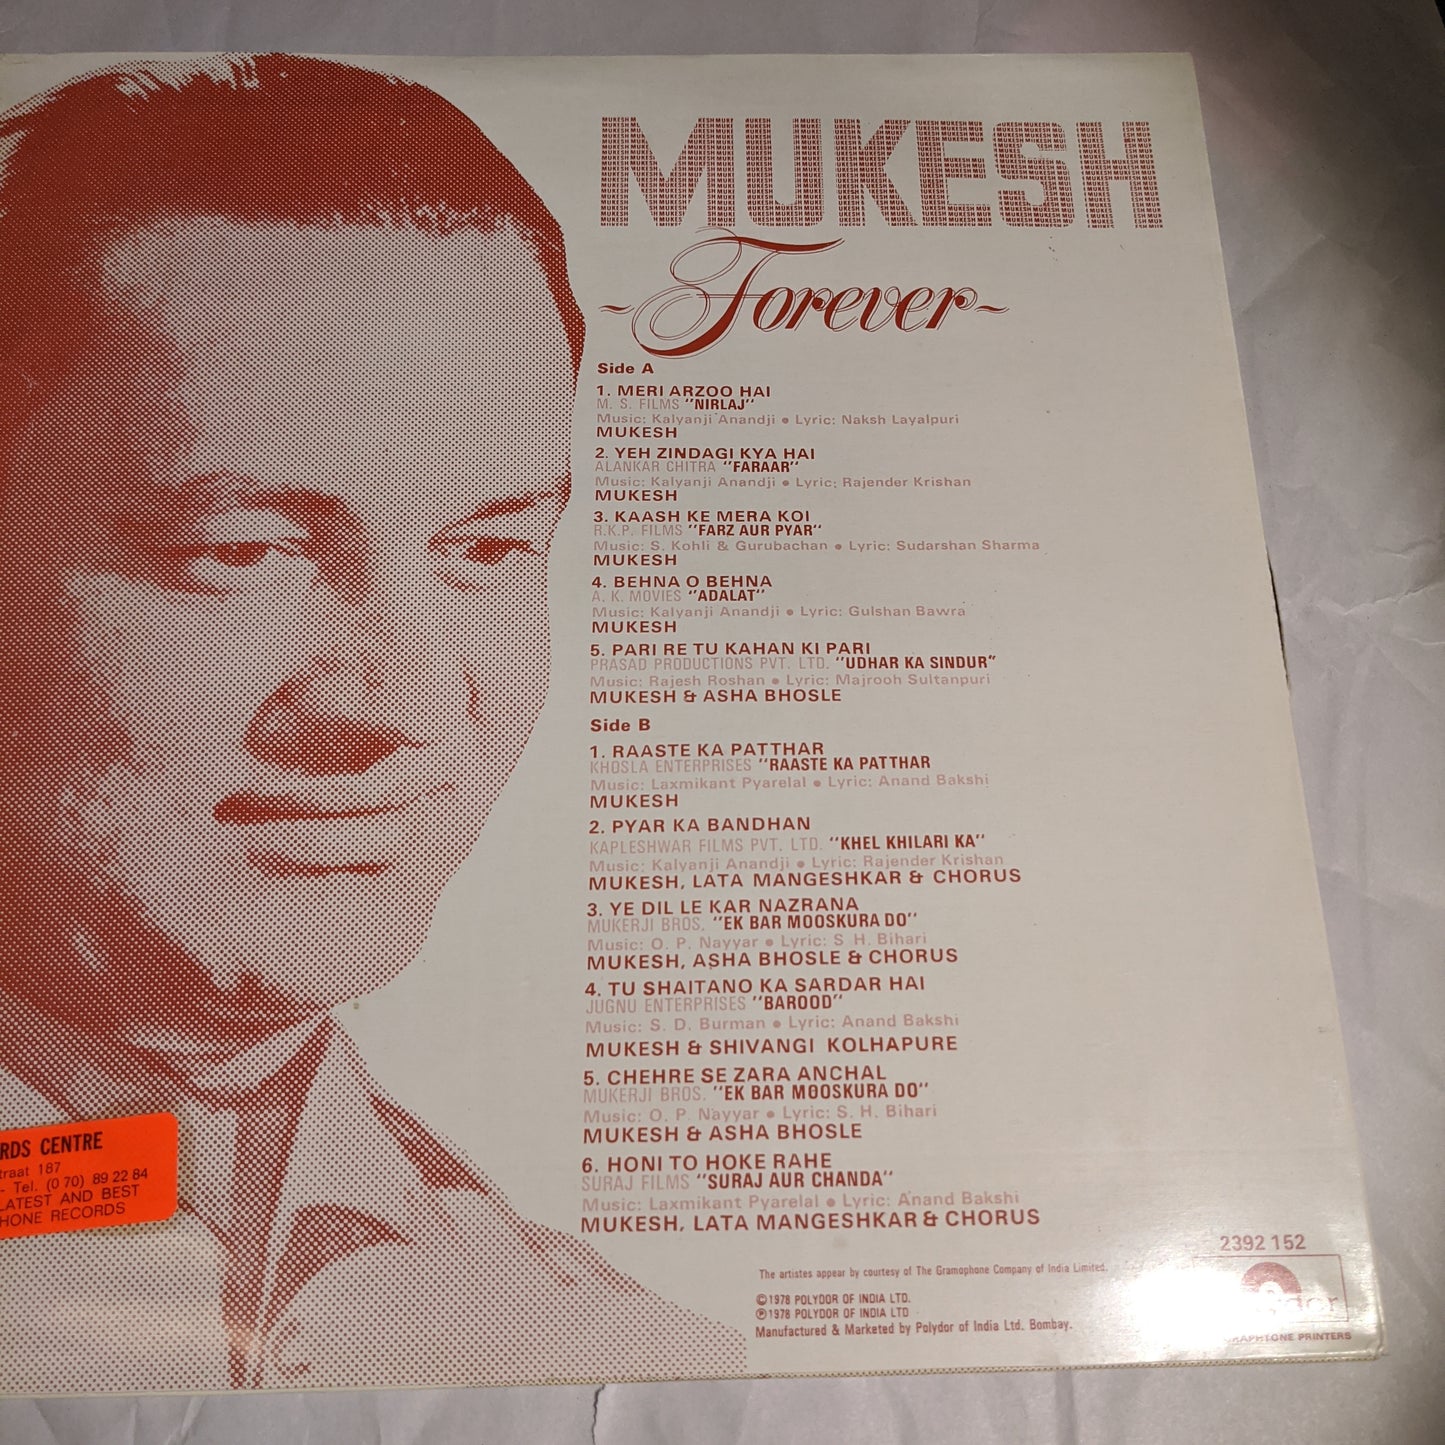 MUKESH
~Forever~
Side A
1. MERI ARZOO HAI
M. S. FILMS "NIRLAJ"
Music: Kalyanji Anandji ● Lyric: Naksh Layalpuri
MUKESH
2. YEH ZINDAGI KYA HAI
ALANKAR CHITRA "FARAAR"
Music: Kalyanji Anandji ● Lyric: Rajender Krishan
MUKESH
3. KAASH KE MERA KOI
R.K.P. FILMS "FARZ AUR PYAR"
Music: S. Kohli & Gurubachan ● Lyric: Sudarshan Sharma
MUKESH
4. BEHNA O BEHNA
A. K. MOVIES "ADALAT"
Music: Kalyanji Anandji ● Lyric: Gulshan Bawra
MUKESH
5. PARI RE TU KAHAN KI PARI
PRASAD PRODUCTIONS PVT. LTD. "UDHAR KA SINDUR"
Music: Rajesh Roshan ● Lyric: Majrooh Sultanpuri
MUKESH & ASHA BHOSLE
Side B
1. RAASTE KA PATTHAR
KHOSLA ENTERPRISES "RAASTE KA PATTHAR
Music: Laxmikant Pyarelal ● Lyric: Anand Bakshi
MUKESH
2. PYAR KA BANDHAN
KAPLESHWAR FILMS PVT. LTD. "KHEL KHILARI KA"
Music: Kalyanji Anandji ● Lyric: Rajender Krishan
MUKESH, LATA MANGESHKAR & CHORUS
3. YE DIL LE KAR NAZRANA
MUKERJI BROS. "EK BAR MOOSKURA DO"
Music: O. P. Nayyar ● Lyric: S H. Bihari
MUKESH, ASHA BHOSLE & CHORUS
4. TU SHAITANO KA SARDAR HAI
JUGNU ENTERPRISES "BAROOD"
Music: S. D. Burman ● Lyric: Anand Bakshi
MUKESH & SHIVANGI KOLHAPURE
5. CHEHRE SE ZARA ANCHAL
MUKERJI BROS. "EK BAR MOOSKURA DO"
Music: O. P. Nayyar ● Lyric: S. H. Bihari
MUKESH & ASHA BHOSLE
6. HONI TO HOKE RAHE
SURAJ FILMS "SURAJ AUR CHANDA"
Music: Laxmikant Pyarelal ● Lyric: Anand Bakshi
MUKESH, LATA MANGESHKAR & CHORUS
RDS CENTRE
traat 187
- Tel. (0 70) 89 22 84
LATEST AND BEST
HONE RECORDS
2392 152
The artistes appear by courtesy of The Gramophone Company of India Limited.
©1978 POLYDOR OF INDIA LTD.
℗1978 POLYDOR OF INDIA LTD
Manufactured & Marketed by Polydor of India Ltd. Bombay.
PRINTERS